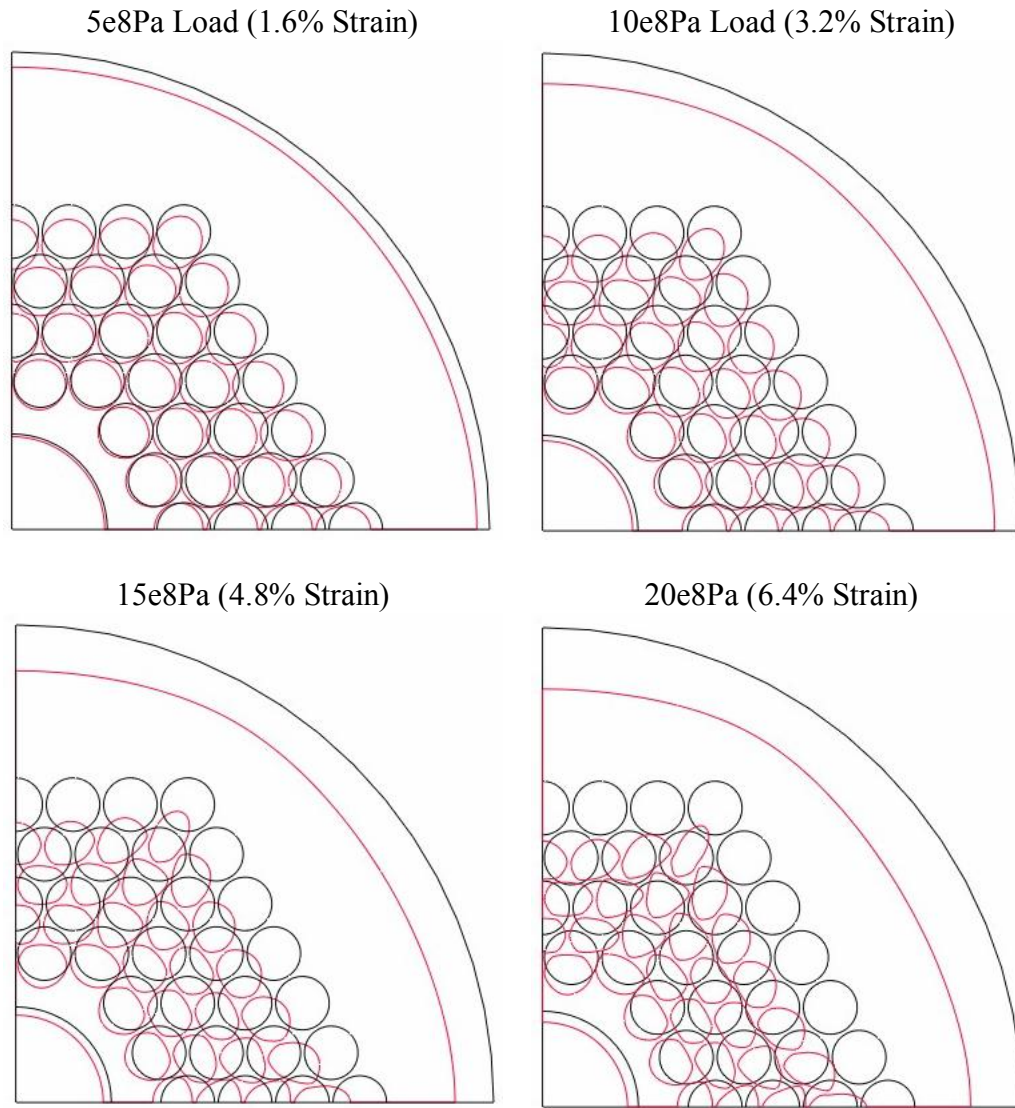 5e8Pa Load (1.6% Strain)
10e8Pa Load (3.2% Strain)
15e8Pa (4.8% Strain)
20e8Pa (6.4% Strain)